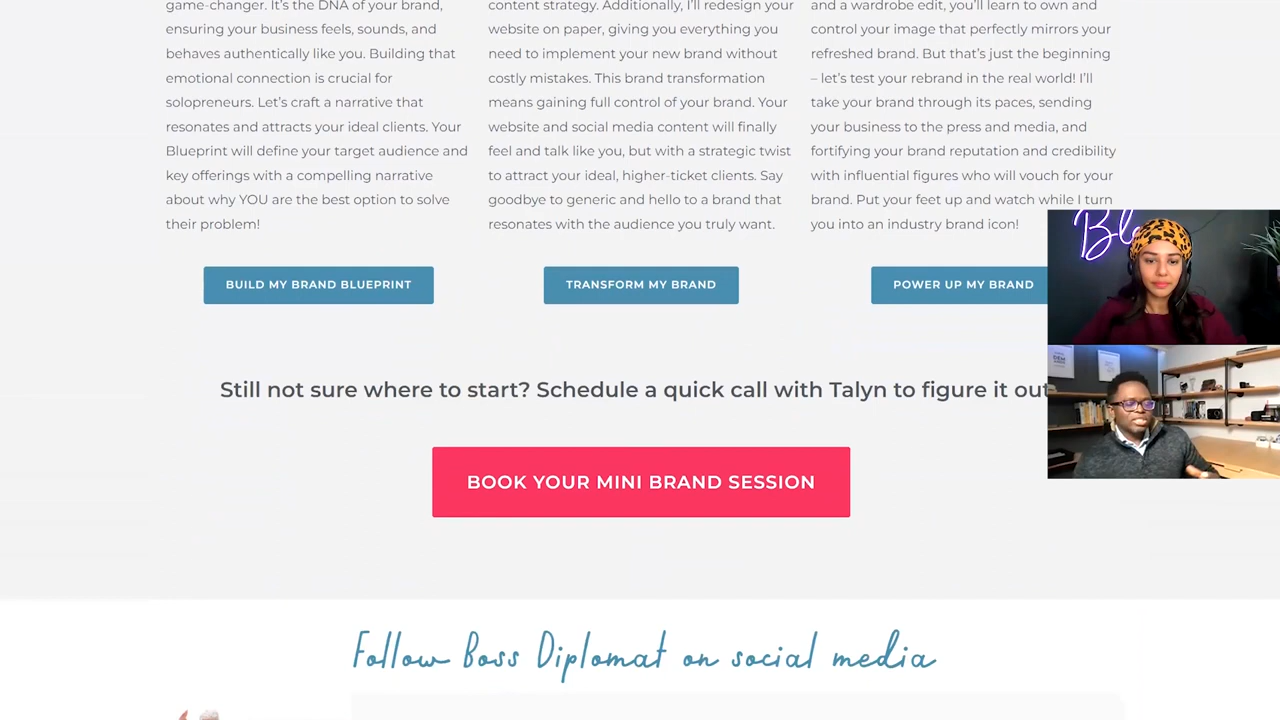 game-changer. It's the DNA of your brand,
ensuring your business feels, sounds, and
behaves authentically like you. Building that
emotional connection is crucial for
solopreneurs. Let's craft a narrative that
resonates and attracts your ideal clients. Your
Blueprint will define your target audience and
key offerings with a compelling narrative
about why YOU are the best option to solve
their problem!
BUILD MY BRAND BLUEPRINT
content strategy. Additionally, I'll redesign your
website on paper, giving you everything you
need to implement your new brand without
costly mistakes. This brand transformation
means gaining full control of your brand. Your
website and social media content will finally
feel and talk like you, but with a strategic twist
to attract your ideal, higher-ticket clients. Say
goodbye to generic and hello to a brand that
resonates with the audience you truly want.
TRANSFORM MY BRAND
and a wardrobe edit, you'll learn to own and
control your image that perfectly mirrors your
refreshed brand. But that's just the beginning
– let's test your rebrand in the real world! I'll
take your brand through its paces, sending
your business to the press and media, and
fortifying your brand reputation and credibility
with influential figures who will vouch for your
brand. Put your feet up and watch while I turn
you into an industry brand icon!
POWER UP MY BRAND
Still not sure where to start? Schedule a quick call with Talyn to figure it out
BOOK YOUR MINI BRAND SESSION
Follow Boss Diplomat on social media